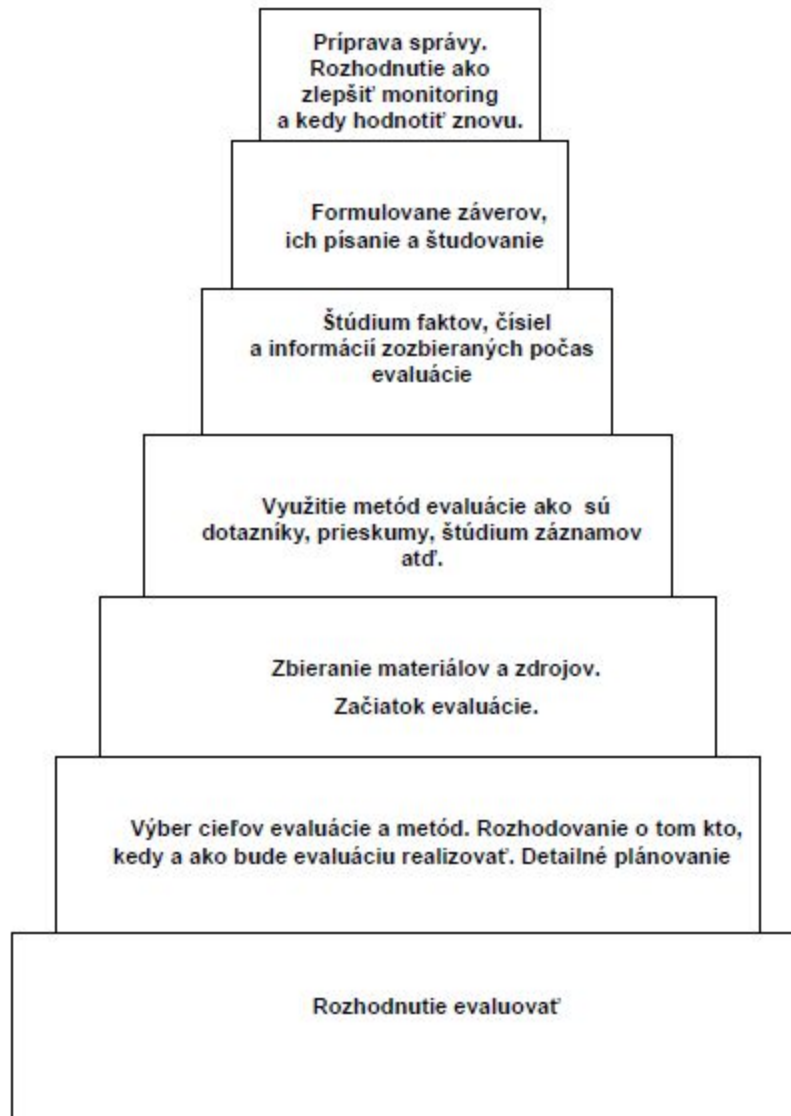 Príprava správy.
Rozhodnutie ako
zlepšiť monitoring
a kedy hodnotiť znovu.
Formulovane záverov,
ich písanie a študovanie
Štúdium faktov, čísiel
a informácií zozbieraných počas
evaluácie
Využitie metód evaluácie ako sú
dotazníky, prieskumy, štúdium záznamov
atď.
Zbieranie materiálov a zdrojov.
Začiatok evaluácie.
Výber cieľov evaluácie a metód. Rozhodovanie o tom kto,
kedy a ako bude evaluáciu realizovať. Detailné plánovanie
Rozhodnutie evaluovať